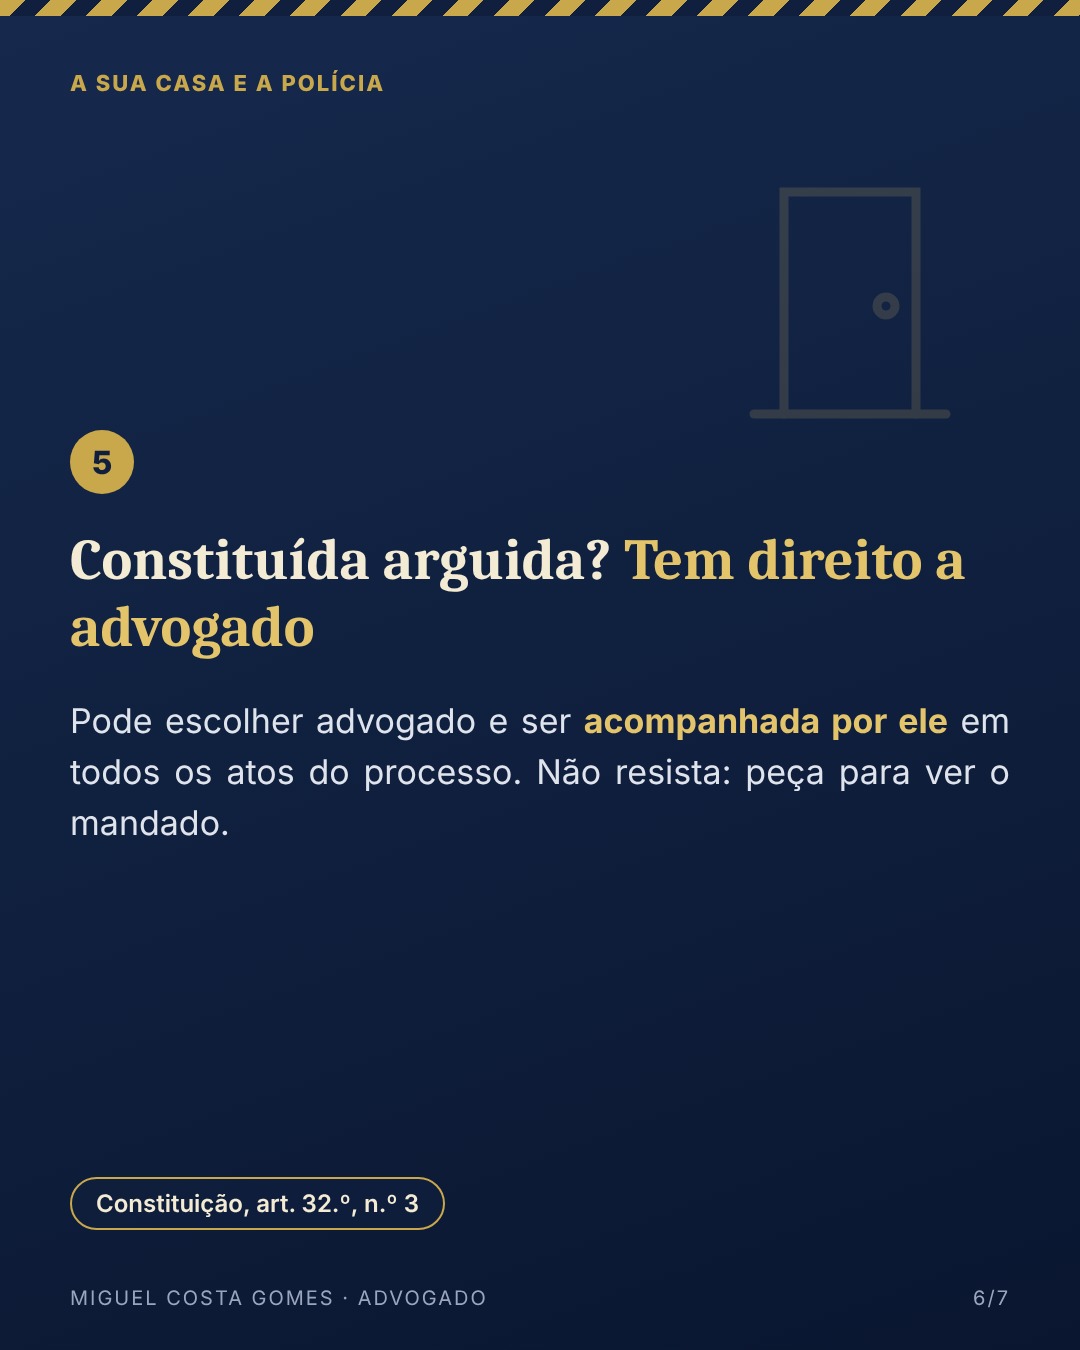 A SUA CASA E A POLÍCIA
5
Constituída arguida? Tem direito a
advogado
Pode escolher advogado e ser acompanhada por ele em
todos os atos do processo. Não resista: peça para ver o
mandado.
Constituição, art. 32.º, n.º 3
MIGUEL COSTA GOMES · ADVOGADO
6/7